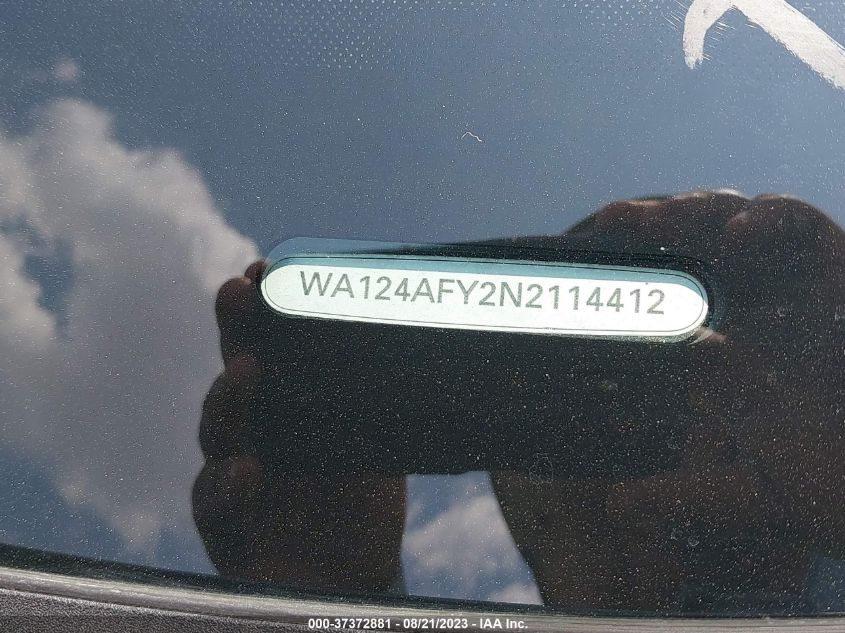 WA124AFY2N2114412
000-37372881 - 08/21/2023 - IAA Inc.